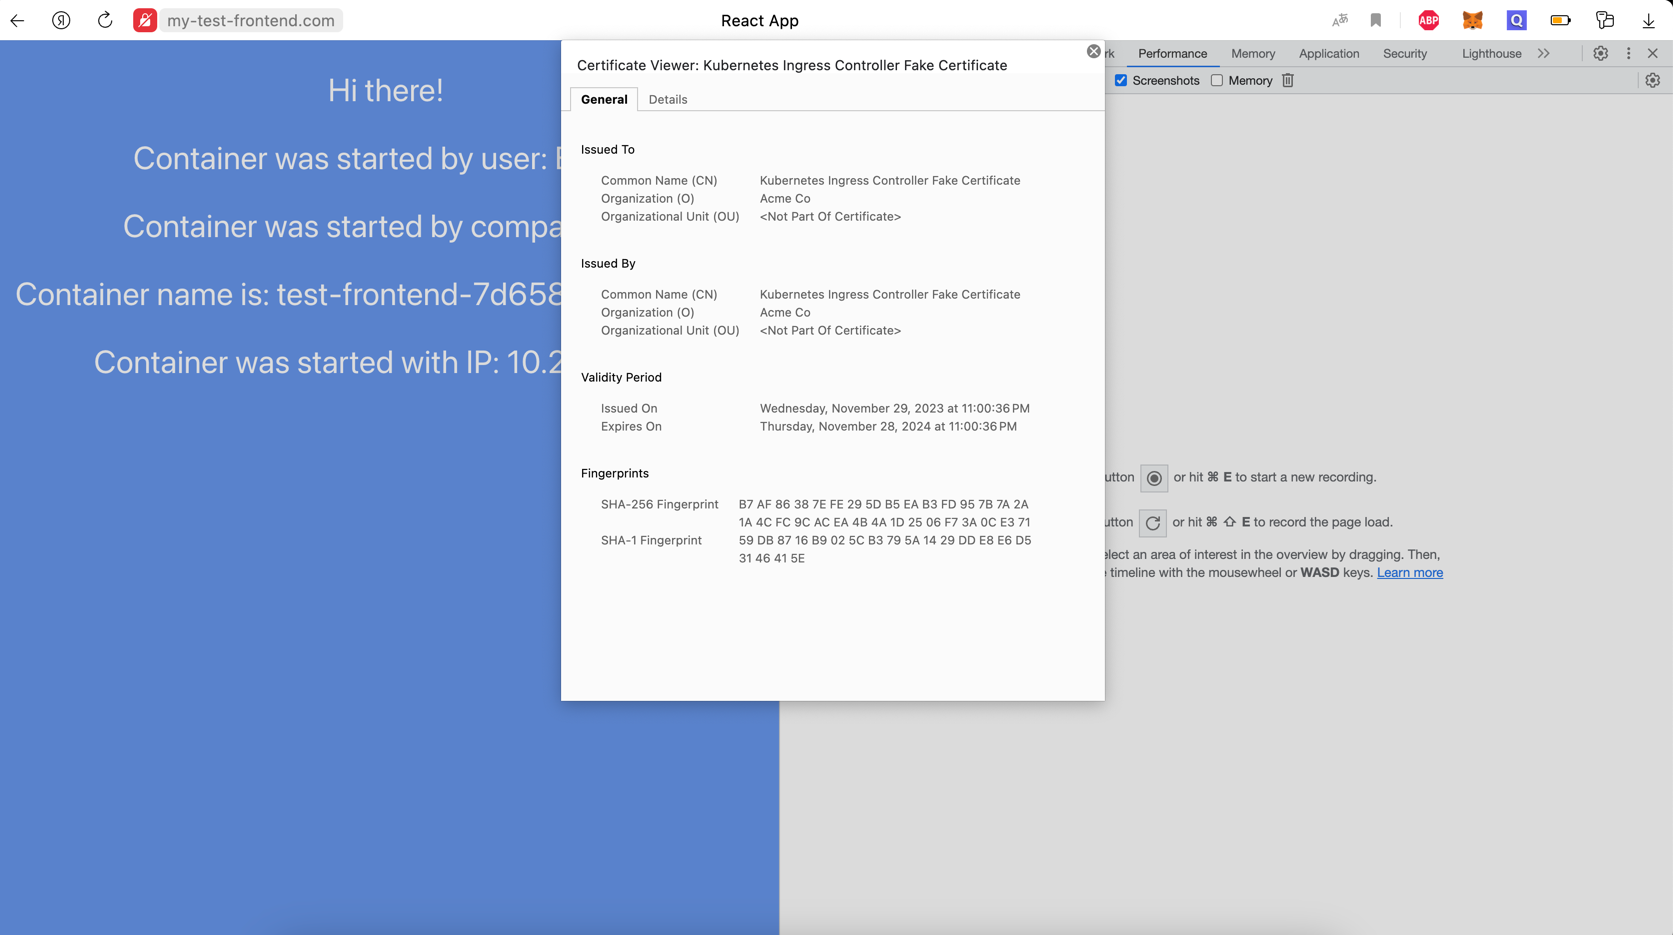 my-test-frontend.com
React App
ABP
Q
Certificate Viewer: Kubernetes Ingress Controller Fake Certificate
General Details
Issued To
Common Name (CN) Kubernetes Ingress Controller Fake Certificate
Organization (O) Acme Co
Organizational Unit (OU) <Not Part Of Certificate>
Issued By
Common Name (CN) Kubernetes Ingress Controller Fake Certificate
Organization (O) Acme Co
Organizational Unit (OU) <Not Part Of Certificate>
Validity Period
Issued On Wednesday, November 29, 2023 at 11:00:36 PM
Expires On Thursday, November 28, 2024 at 11:00:36 PM
Fingerprints
SHA-256 Fingerprint B7 AF 86 38 7E FE 29 5D B5 EA B3 FD 95 7B 7A 2A
1A 4C FC 9C AC EA 4B 4A 1D 25 06 F7 3A 0C E3 71
SHA-1 Fingerprint 59 DB 87 16 B9 02 5C B3 79 5A 14 29 DD E8 E6 D5
31 46 41 5E
Hi there!
Container was started by user:
Container was started by compa
Container name is: test-frontend-7d658
Container was started with IP: 10.2
rk Performance Memory Application Security Lighthouse
Screenshots Memory
utton or hit ⌘ E to start a new recording.
utton or hit ⌘ ⇧ E to record the page load.
elect an area of interest in the overview by dragging. Then,
timeline with the mousewheel or WASD keys. Learn more